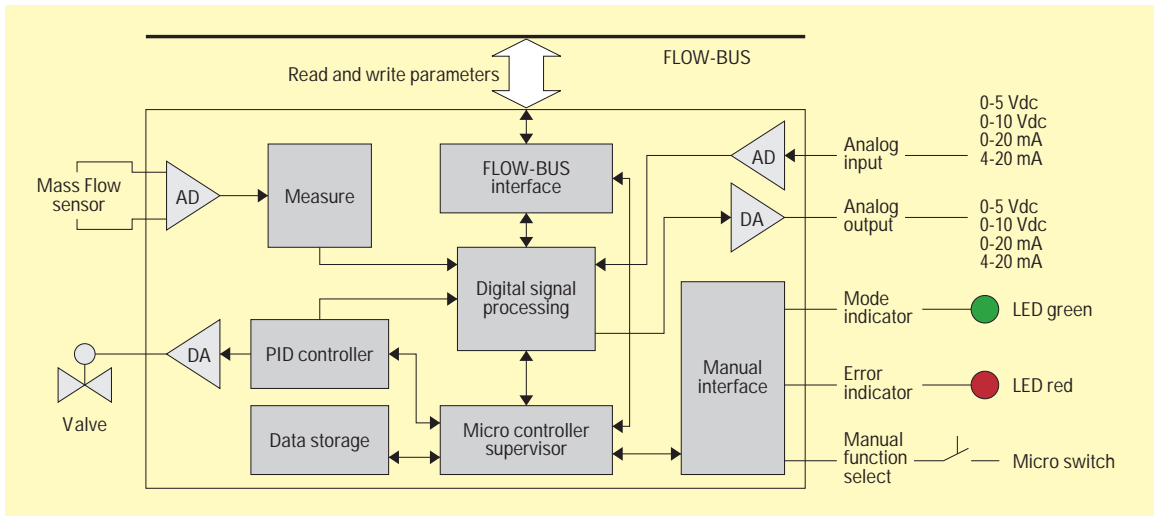 FLOW-BUS
Read and write parameters
Mass Flow
sensor
AD
Measure
FLOW-BUS
interface
AD
Analog
input
0-5 Vdc
0-10 Vdc
0-20 mA
4-20 mA
DA
Analog
output
0-5 Vdc
0-10 Vdc
0-20 mA
4-20 mA
Digital signal
processing
Valve
DA
PID controller
Data storage
Micro controller
supervisor
Manual
interface
Mode
indicator
LED green
Error
indicator
LED red
Manual
function
select
Micro switch